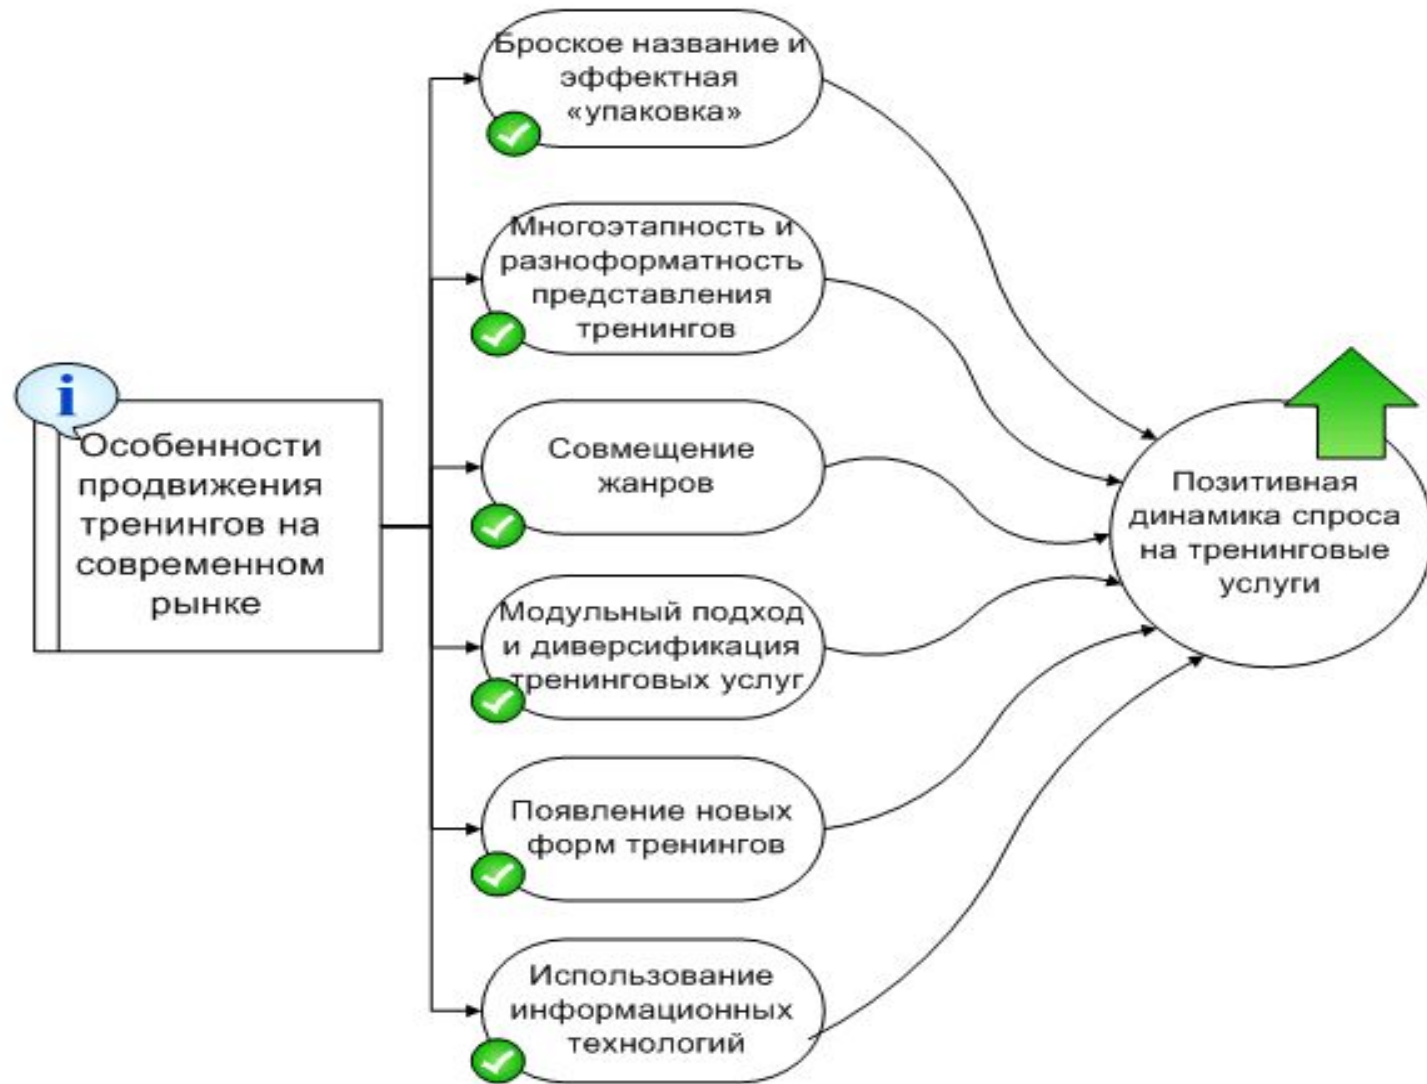 Особенности
продвижения
тренингов на
современном
рынке
Броское название и
эффектная
«упаковка»
Многоэтапность и
разноформатность
представления
тренингов
Совмещение
жанров
Модульный подход
и диверсификация
тренинговых услуг
Появление новых
форм тренингов
Использование
информационных
технологий
Позитивная
динамика спроса
на тренинговые
услуги